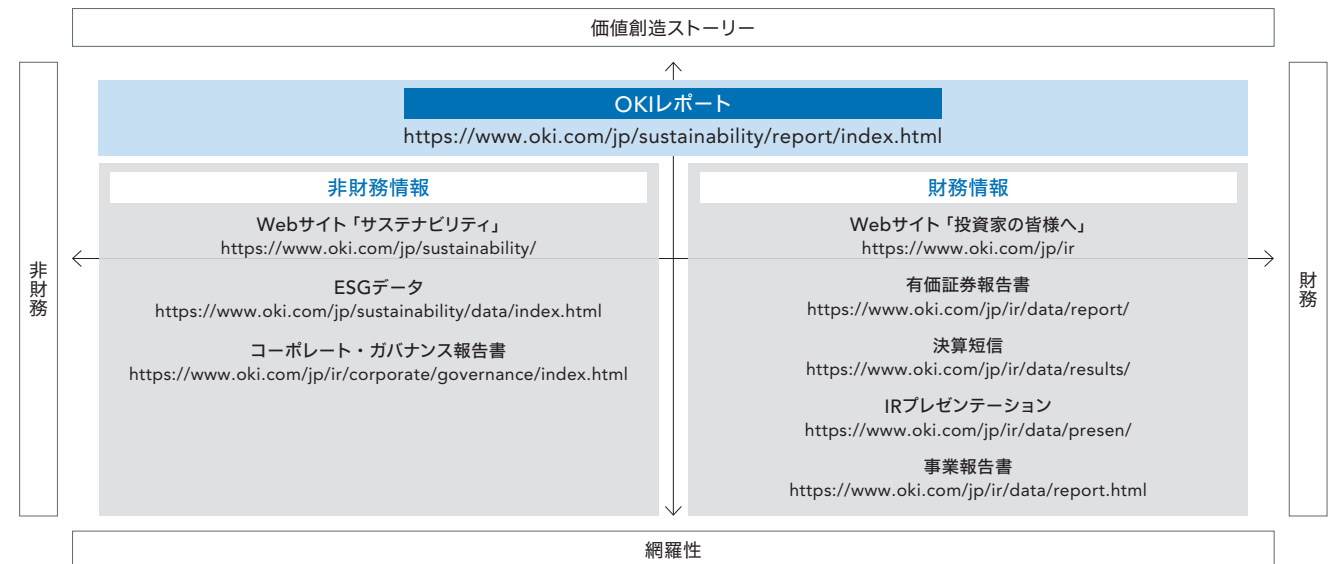 価値創造ストーリー
非財務
財務
OKIレポート
https://www.oki.com/jp/sustainability/report/index.html
非財務情報
Webサイト「サステナビリティ」
https://www.oki.com/jp/sustainability/
ESGデータ
https://www.oki.com/jp/sustainability/data/index.html
コーポレート・ガバナンス報告書
https://www.oki.com/jp/ir/corporate/governance/index.html
財務情報
Webサイト「投資家の皆様へ」
https://www.oki.com/jp/ir
有価証券報告書
https://www.oki.com/jp/ir/data/report/
決算短信
https://www.oki.com/jp/ir/data/results/
IRプレゼンテーション
https://www.oki.com/jp/ir/data/presen/
事業報告書
https://www.oki.com/jp/ir/data/report.html
網羅性